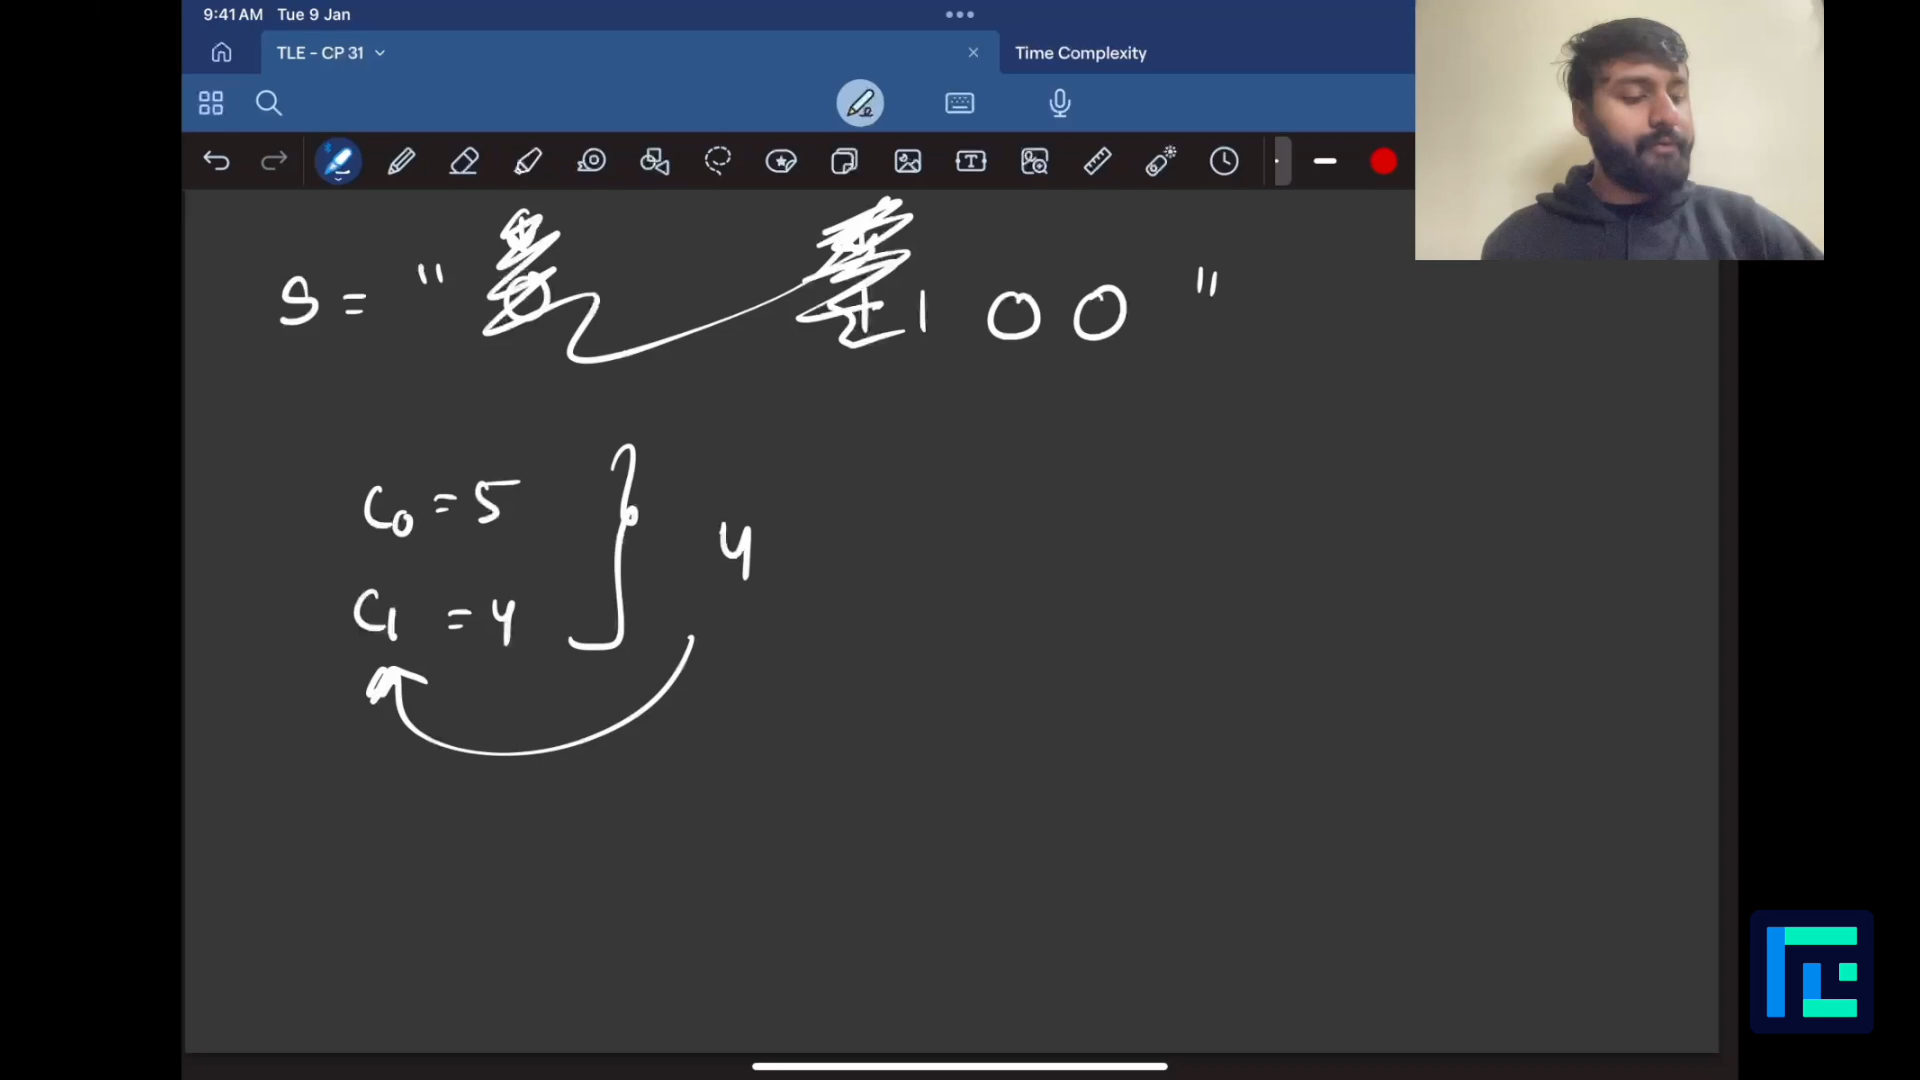 9:41 AM Tue 9 Jan
TLE - CP 31
Time Complexity
S = " 1 0 0 "
C0 = 5
4
C1 = 4